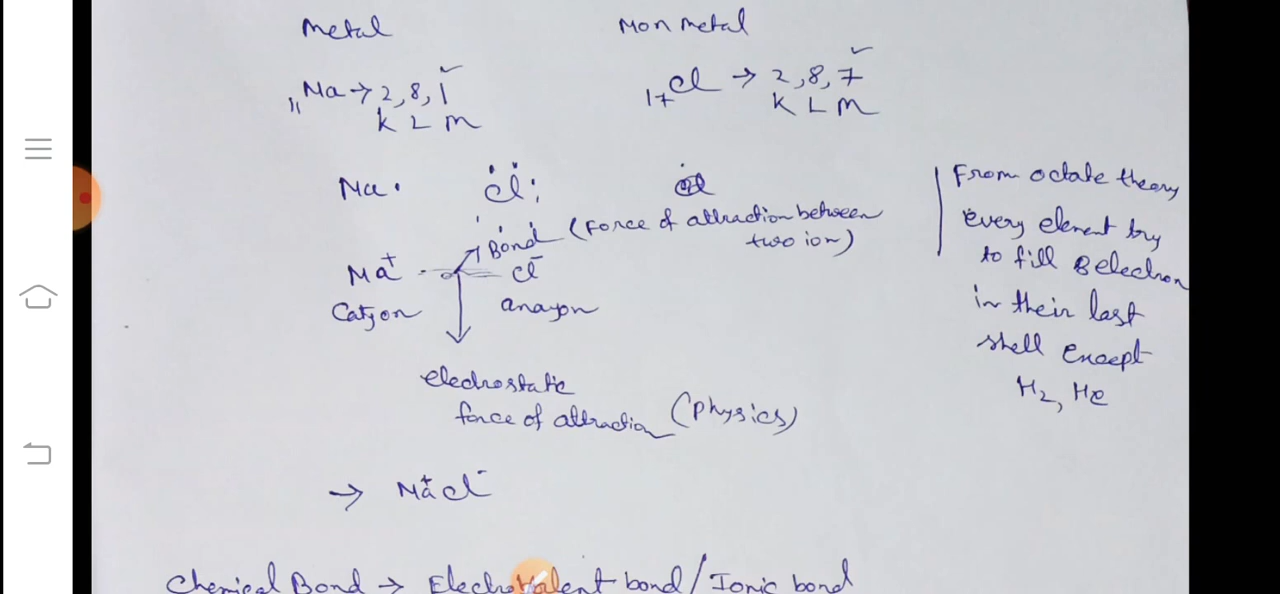 Metal Non metal
11Na → 2, 8, 1 17Cl → 2, 8, 7
K L M K L M
Na· Cl:
Bond (Force of attraction between
two ion)
Na+ Cl-
Cation anayon
electrostatic
force of attraction (Physics)
→ Na+Cl-
From octate theory
every element try
to fill 8 electron
in their last
shell Except
H2, He
Chemical Bond → Electrovalent bond / Ionic bond